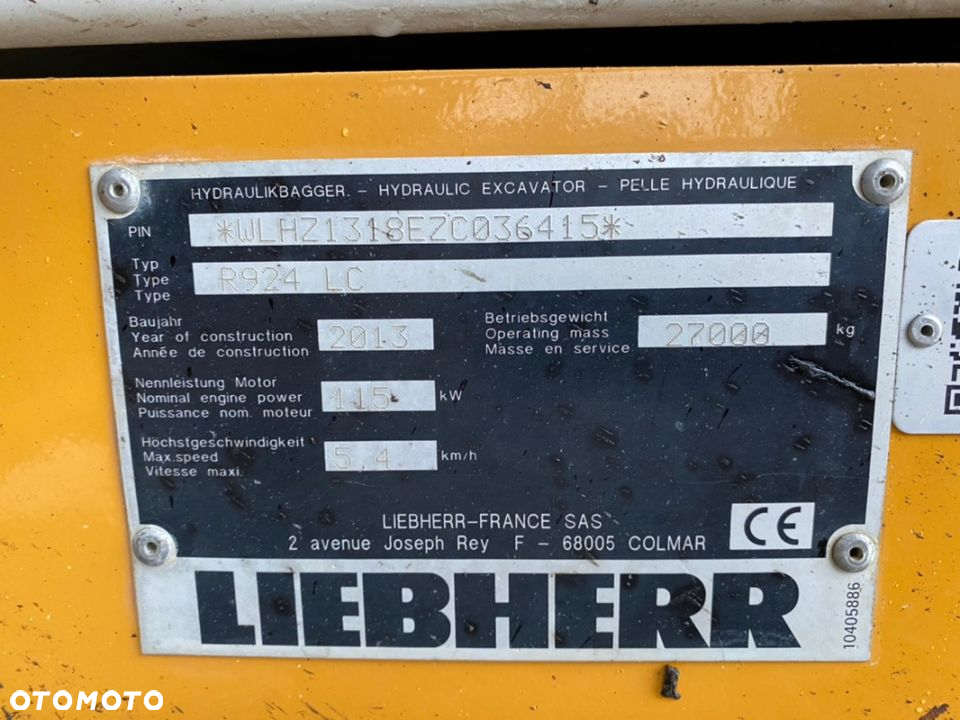 HYDRAULIKBAGGER. – HYDRAULIC EXCAVATOR – PELLE HYDRAULIQUE
PIN *WLHZ1318EZC036415*
Typ
Type R924 LC
Type
Baujahr
Year of construction 2013
Année de construction
Betriebsgewicht
Operating mass 27000 kg
Masse en service
Nennleistung Motor
Nominal engine power 115 kW
Puissance nom. moteur
Höchstgeschwindigkeit
Max.speed 5,4 km/h
Vitesse maxi.
LIEBHERR–FRANCE SAS
2 avenue Joseph Rey F – 68005 COLMAR
CE
LIEBHERR
10405886
OTOMOTO